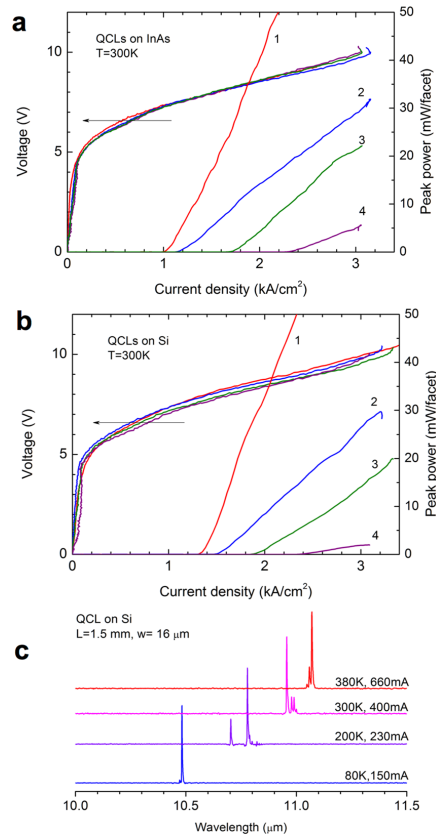 a
QCLs on InAs
T=300K
1
2
3
4
Voltage (V)
10
5
0
Peak power (mW/facet)
50
40
30
20
10
0
0
1
2
3
Current density (kA/cm²)
b
QCLs on Si
T=300K
1
2
3
4
Voltage (V)
10
5
0
Peak power (mW/facet)
50
40
30
20
10
0
0
1
2
3
Current density (kA/cm²)
QCL on Si
L=1.5 mm, w= 16 μm
c
380K, 660mA
300K, 400mA
200K, 230mA
80K,150mA
10.0
10.5
11.0
11.5
Wavelength (μm)